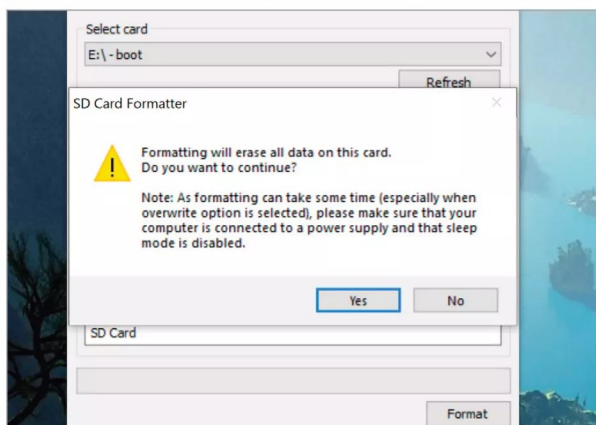 Select card
E:\ - boot
Refresh
SD Card Formatter
Formatting will erase all data on this card.
Do you want to continue?
Note: As formatting can take some time (especially when
overwrite option is selected), please make sure that your
computer is connected to a power supply and that sleep
mode is disabled.
Yes
No
SD Card
Format